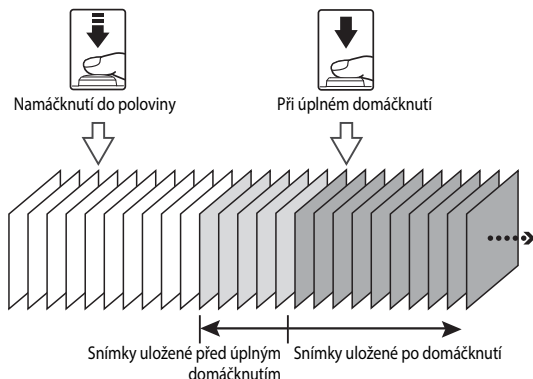 Namáčknutí do poloviny
Při úplném domáčknutí
Snímky uložené před úplným
domáčknutím
Snímky uložené po domáčknutí